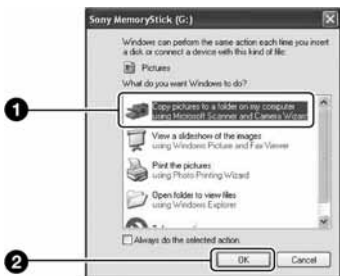 Sony MemoryStick (G:)
Windows can perform the same action each time you insert
a disk or connect a device with this kind of file:
Pictures
What do you want Windows to do?
1
Copy pictures to a folder on my computer
using Microsoft Scanner and Camera Wizard
View a slideshow of the images
using Windows Picture and Fax Viewer
Print the pictures
using Photo Printing Wizard
Open folder to view files
using Windows Explorer
Always do the selected action.
2
OK
Cancel